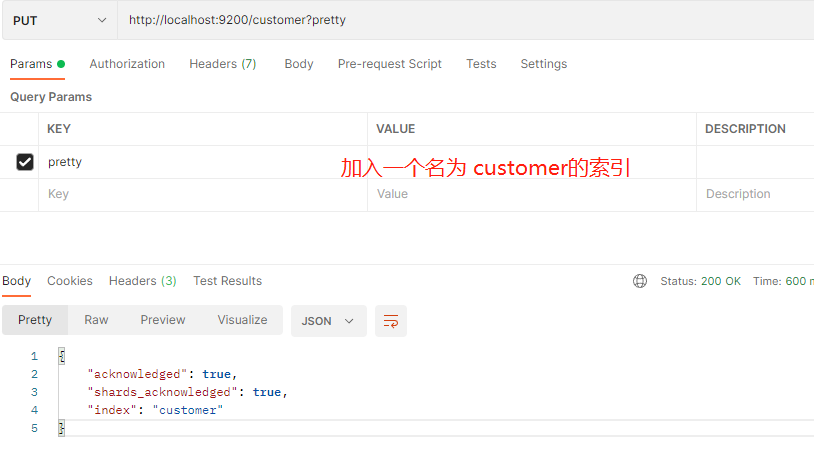 PUT http://localhost:9200/customer?pretty
Params Authorization Headers (7) Body Pre-request Script Tests Settings
Query Params
KEY VALUE DESCRIPTION
pretty
加入一个名为 customer的索引
Key Value Description
Body Cookies Headers (3) Test Results Status: 200 OK Time: 600
Pretty Raw Preview Visualize JSON
1 {
2 "acknowledged": true,
3 "shards_acknowledged": true,
4 "index": "customer"
5 }